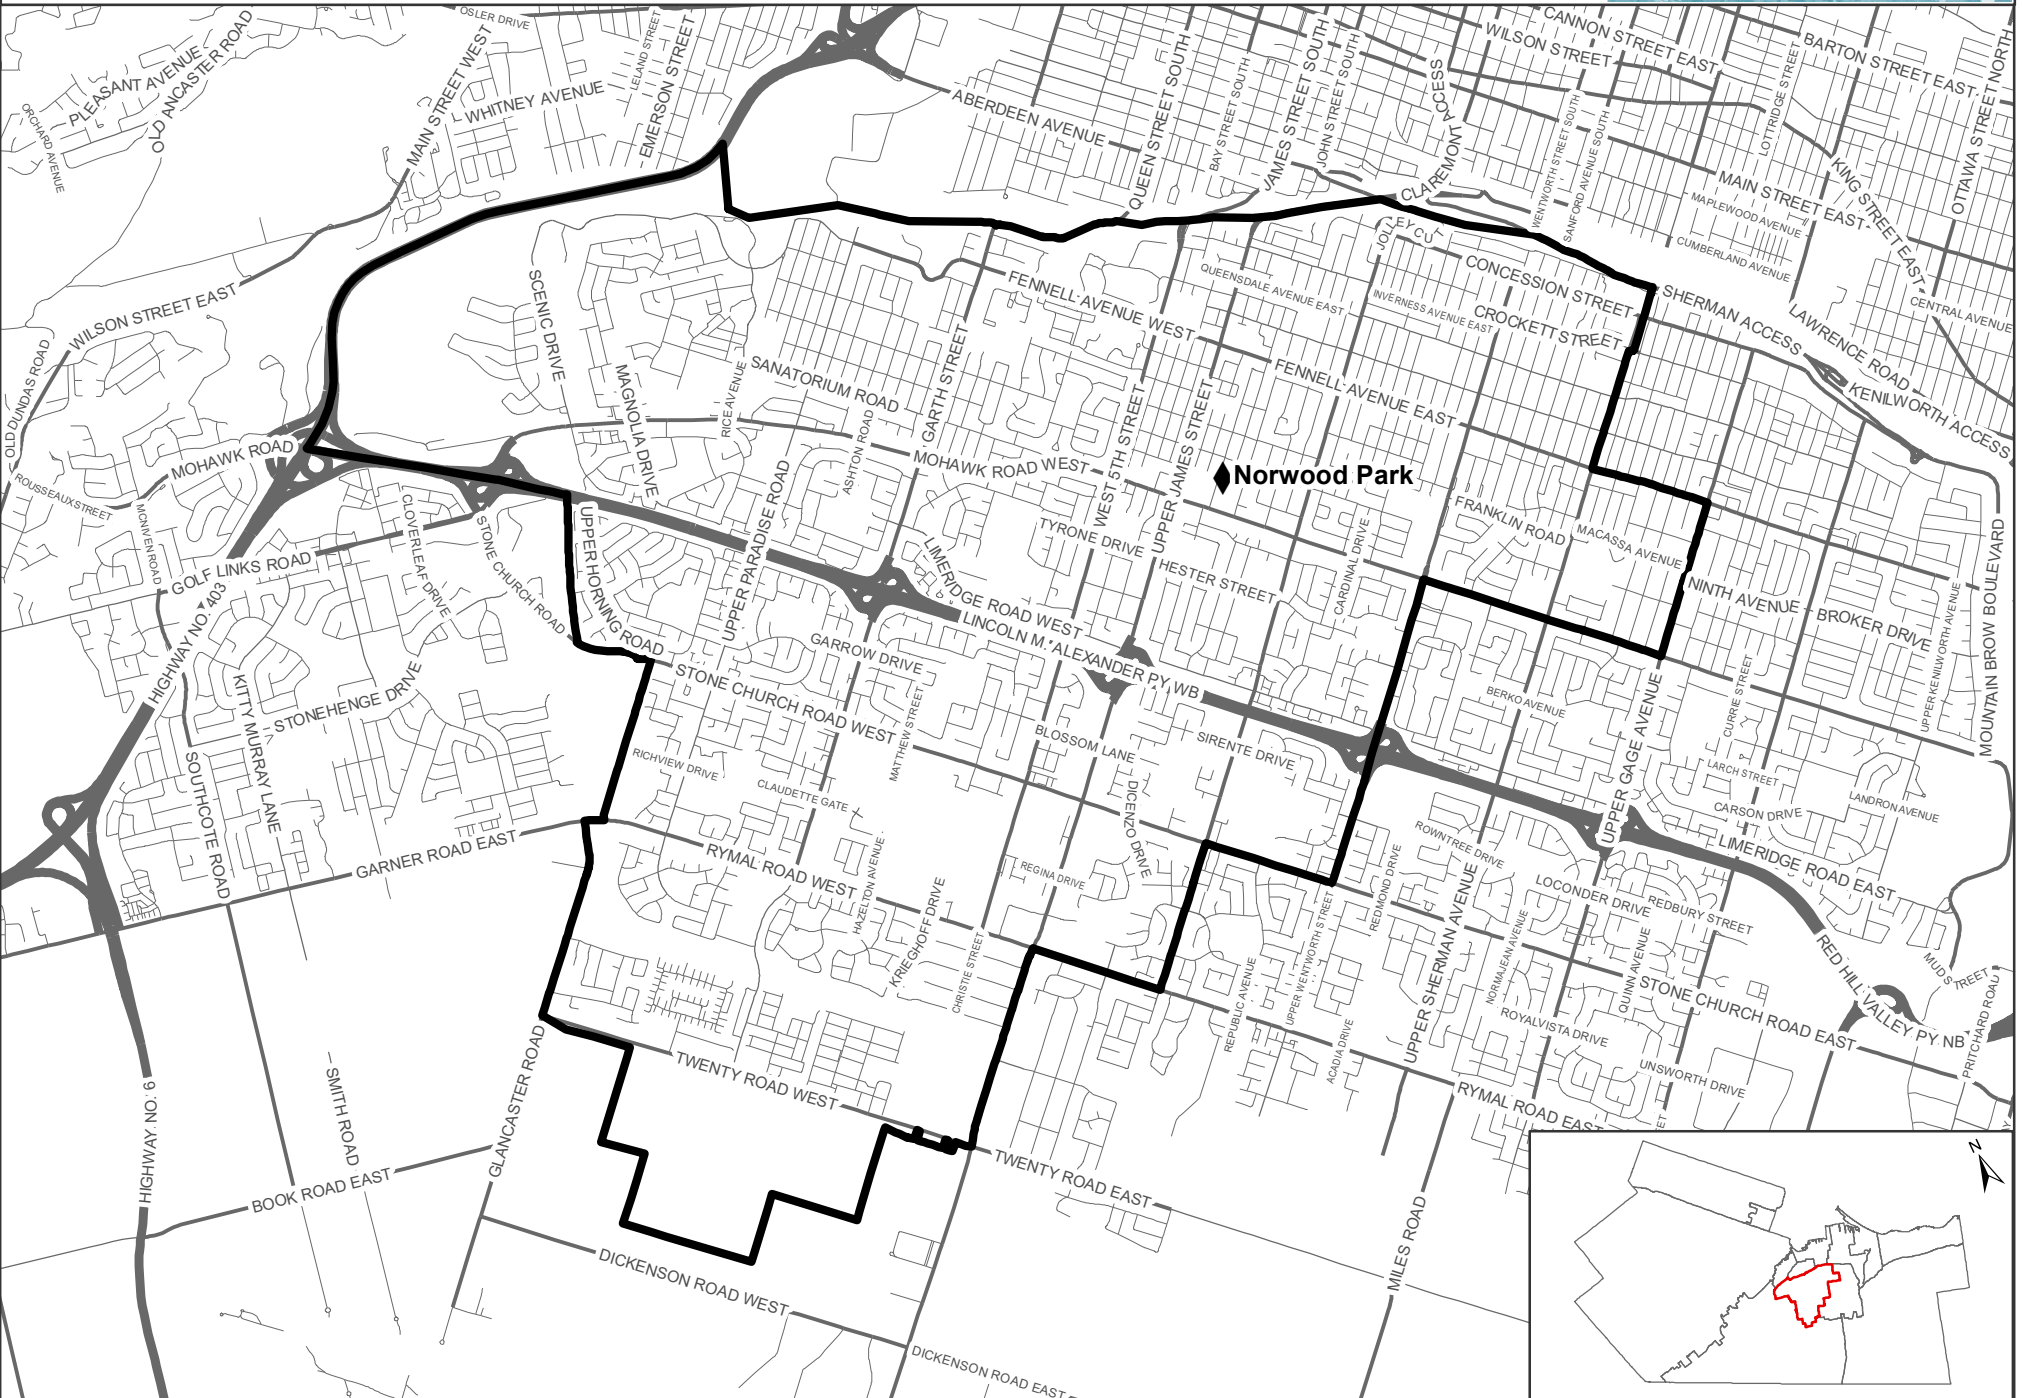 OSLER DRIVE
PLEASANT AVENUE
OLD ANCASTER ROAD
ORCHARD AVENUE
MAIN STREET WEST
WHITNEY AVENUE
LELAND STREET
EMERSON STREET
ABERDEEN AVENUE
QUEEN STREET SOUTH
BAY STREET SOUTH
JAMES STREET SOUTH
JOHN STREET SOUTH
CLAREMONT ACCESS
CANNON STREET EAST
WILSON STREET
BARTON STREET EAST
LOTTRIDGE STREET
OTTAWA STREET NORTH
WENTWORTH STREET SOUTH
SANFORD AVENUE SOUTH
MAIN STREET EAST
KING STREET EAST
MAPLEWOOD AVENUE
CUMBERLAND AVENUE
CENTRAL AVENUE
LAWRENCE ROAD
SHERMAN ACCESS
KENILWORTH ACCESS
JOLLEY CUT
CONCESSION STREET
CROCKETT STREET
QUEENSDALE AVENUE EAST
INVERNESS AVENUE EAST
WILSON STREET EAST
OLD DUNDAS ROAD
SCENIC DRIVE
MAGNOLIA DRIVE
RICE AVENUE
SANATORIUM ROAD
ASHTON ROAD
GARTH STREET
FENNELL AVENUE WEST
FENNELL AVENUE EAST
WEST 5TH STREET
UPPER JAMES STREET
MOHAWK ROAD WEST
Norwood Park
MOHAWK ROAD
ROUSSEAUX STREET
MCNIVEN ROAD
GOLF LINKS ROAD
CLOVERLEAF DRIVE
STONE CHURCH ROAD
UPPER HORNING ROAD
UPPER PARADISE ROAD
LIMERIDGE ROAD WEST
LINCOLN M. ALEXANDER PY WB
TYRONE DRIVE
HESTER STREET
CARDINAL DRIVE
FRANKLIN ROAD
MACASSA AVENUE
NINTH AVENUE
BROKER DRIVE
UPPER KENILWORTH AVENUE
MOUNTAIN BROW BOULEVARD
HIGHWAY NO. 403
KITTY MURRAY LANE
STONEHENGE DRIVE
SOUTHCOTE ROAD
GARNER ROAD EAST
GARROW DRIVE
STONE CHURCH ROAD WEST
MATTHEW STREET
RICHVIEW DRIVE
CLAUDETTE GATE
BLOSSOM LANE
SIRENTE DRIVE
DICENZO DRIVE
BERKO AVENUE
UPPER GAGE AVENUE
CURRIE STREET
LARCH STREET
CARSON DRIVE
LANDRON AVENUE
LIMERIDGE ROAD EAST
ROWNTREE DRIVE
LOCONDER DRIVE
REDBURY STREET
RYMAL ROAD WEST
HAZELTON AVENUE
KRIEGHOFF DRIVE
CHRISTIE STREET
REGINA DRIVE
REDMOND DRIVE
UPPER WENTWORTH STREET
REPUBLIC AVENUE
ACADIA DRIVE
UPPER SHERMAN AVENUE
NORMAJEAN AVENUE
QUINN AVENUE
ROYALVISTA DRIVE
STONE CHURCH ROAD EAST
UNSWORTH DRIVE
RED HILL VALLEY PY NB
MUD STREET
PRITCHARD ROAD
RYMAL ROAD EAST
HIGHWAY NO. 6
SMITH ROAD
BOOK ROAD EAST
GLANCASTER ROAD
TWENTY ROAD WEST
TWENTY ROAD EAST
DICKENSON ROAD WEST
DICKENSON ROAD EAST
MILES ROAD
N